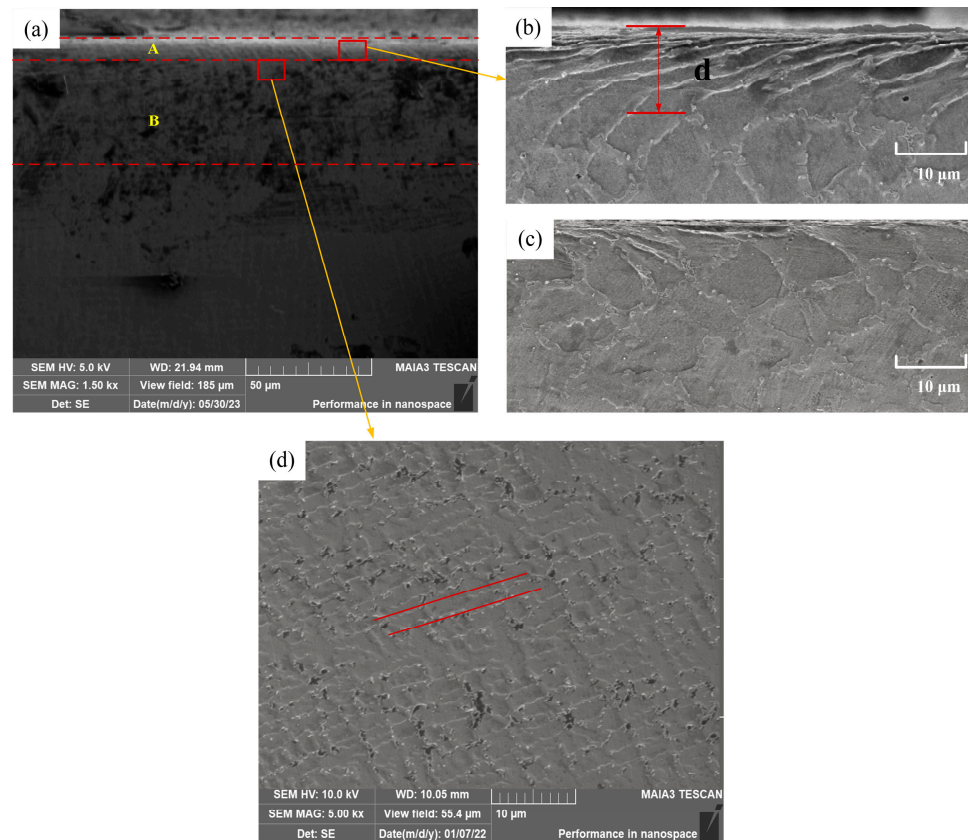 (a)
A
B
SEM HV: 5.0 kV WD: 21.94 mm MAIA3 TESCAN
SEM MAG: 1.50 kx View field: 185 µm 50 µm
Det: SE Date(m/d/y): 05/30/23 Performance in nanospace
(b)
d
10 µm
(c)
10 µm
(d)
SEM HV: 10.0 kV WD: 10.05 mm MAIA3 TESCAN
SEM MAG: 5.00 kx View field: 55.4 µm 10 µm
Det: SE Date(m/d/y): 01/07/22 Performance in nanospace